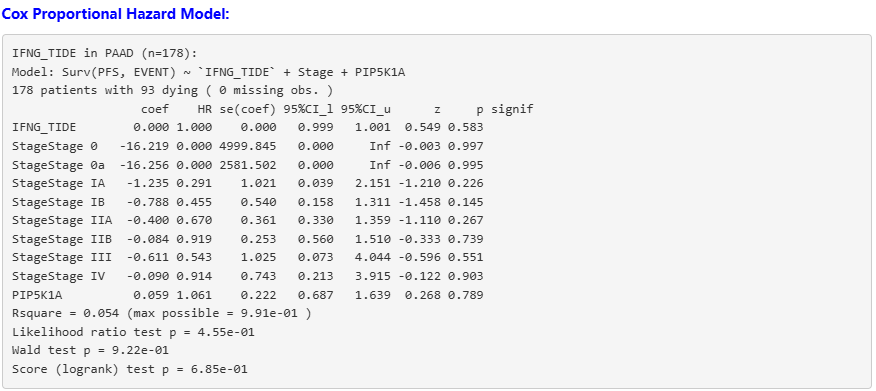 Cox Proportional Hazard Model:
IFNG_TIDE in PAAD (n=178):
Model: Surv(PFS, EVENT) ~ `IFNG_TIDE` + Stage + PIP5K1A
178 patients with 93 dying ( 0 missing obs. )
coef HR se(coef) 95%CI_l 95%CI_u z p signif
IFNG_TIDE 0.000 1.000 0.000 0.999 1.001 0.549 0.583
StageStage 0 -16.219 0.000 4999.845 0.000 Inf -0.003 0.997
StageStage 0a -16.256 0.000 2581.502 0.000 Inf -0.006 0.995
StageStage IA -1.235 0.291 1.021 0.039 2.151 -1.210 0.226
StageStage IB -0.788 0.455 0.540 0.158 1.311 -1.458 0.145
StageStage IIA -0.400 0.670 0.361 0.330 1.359 -1.110 0.267
StageStage IIB -0.084 0.919 0.253 0.560 1.510 -0.333 0.739
StageStage III -0.611 0.543 1.025 0.073 4.044 -0.596 0.551
StageStage IV -0.090 0.914 0.743 0.213 3.915 -0.122 0.903
PIP5K1A 0.059 1.061 0.222 0.687 1.639 0.268 0.789
Rsquare = 0.054 (max possible = 9.91e-01 )
Likelihood ratio test p = 4.55e-01
Wald test p = 9.22e-01
Score (logrank) test p = 6.85e-01